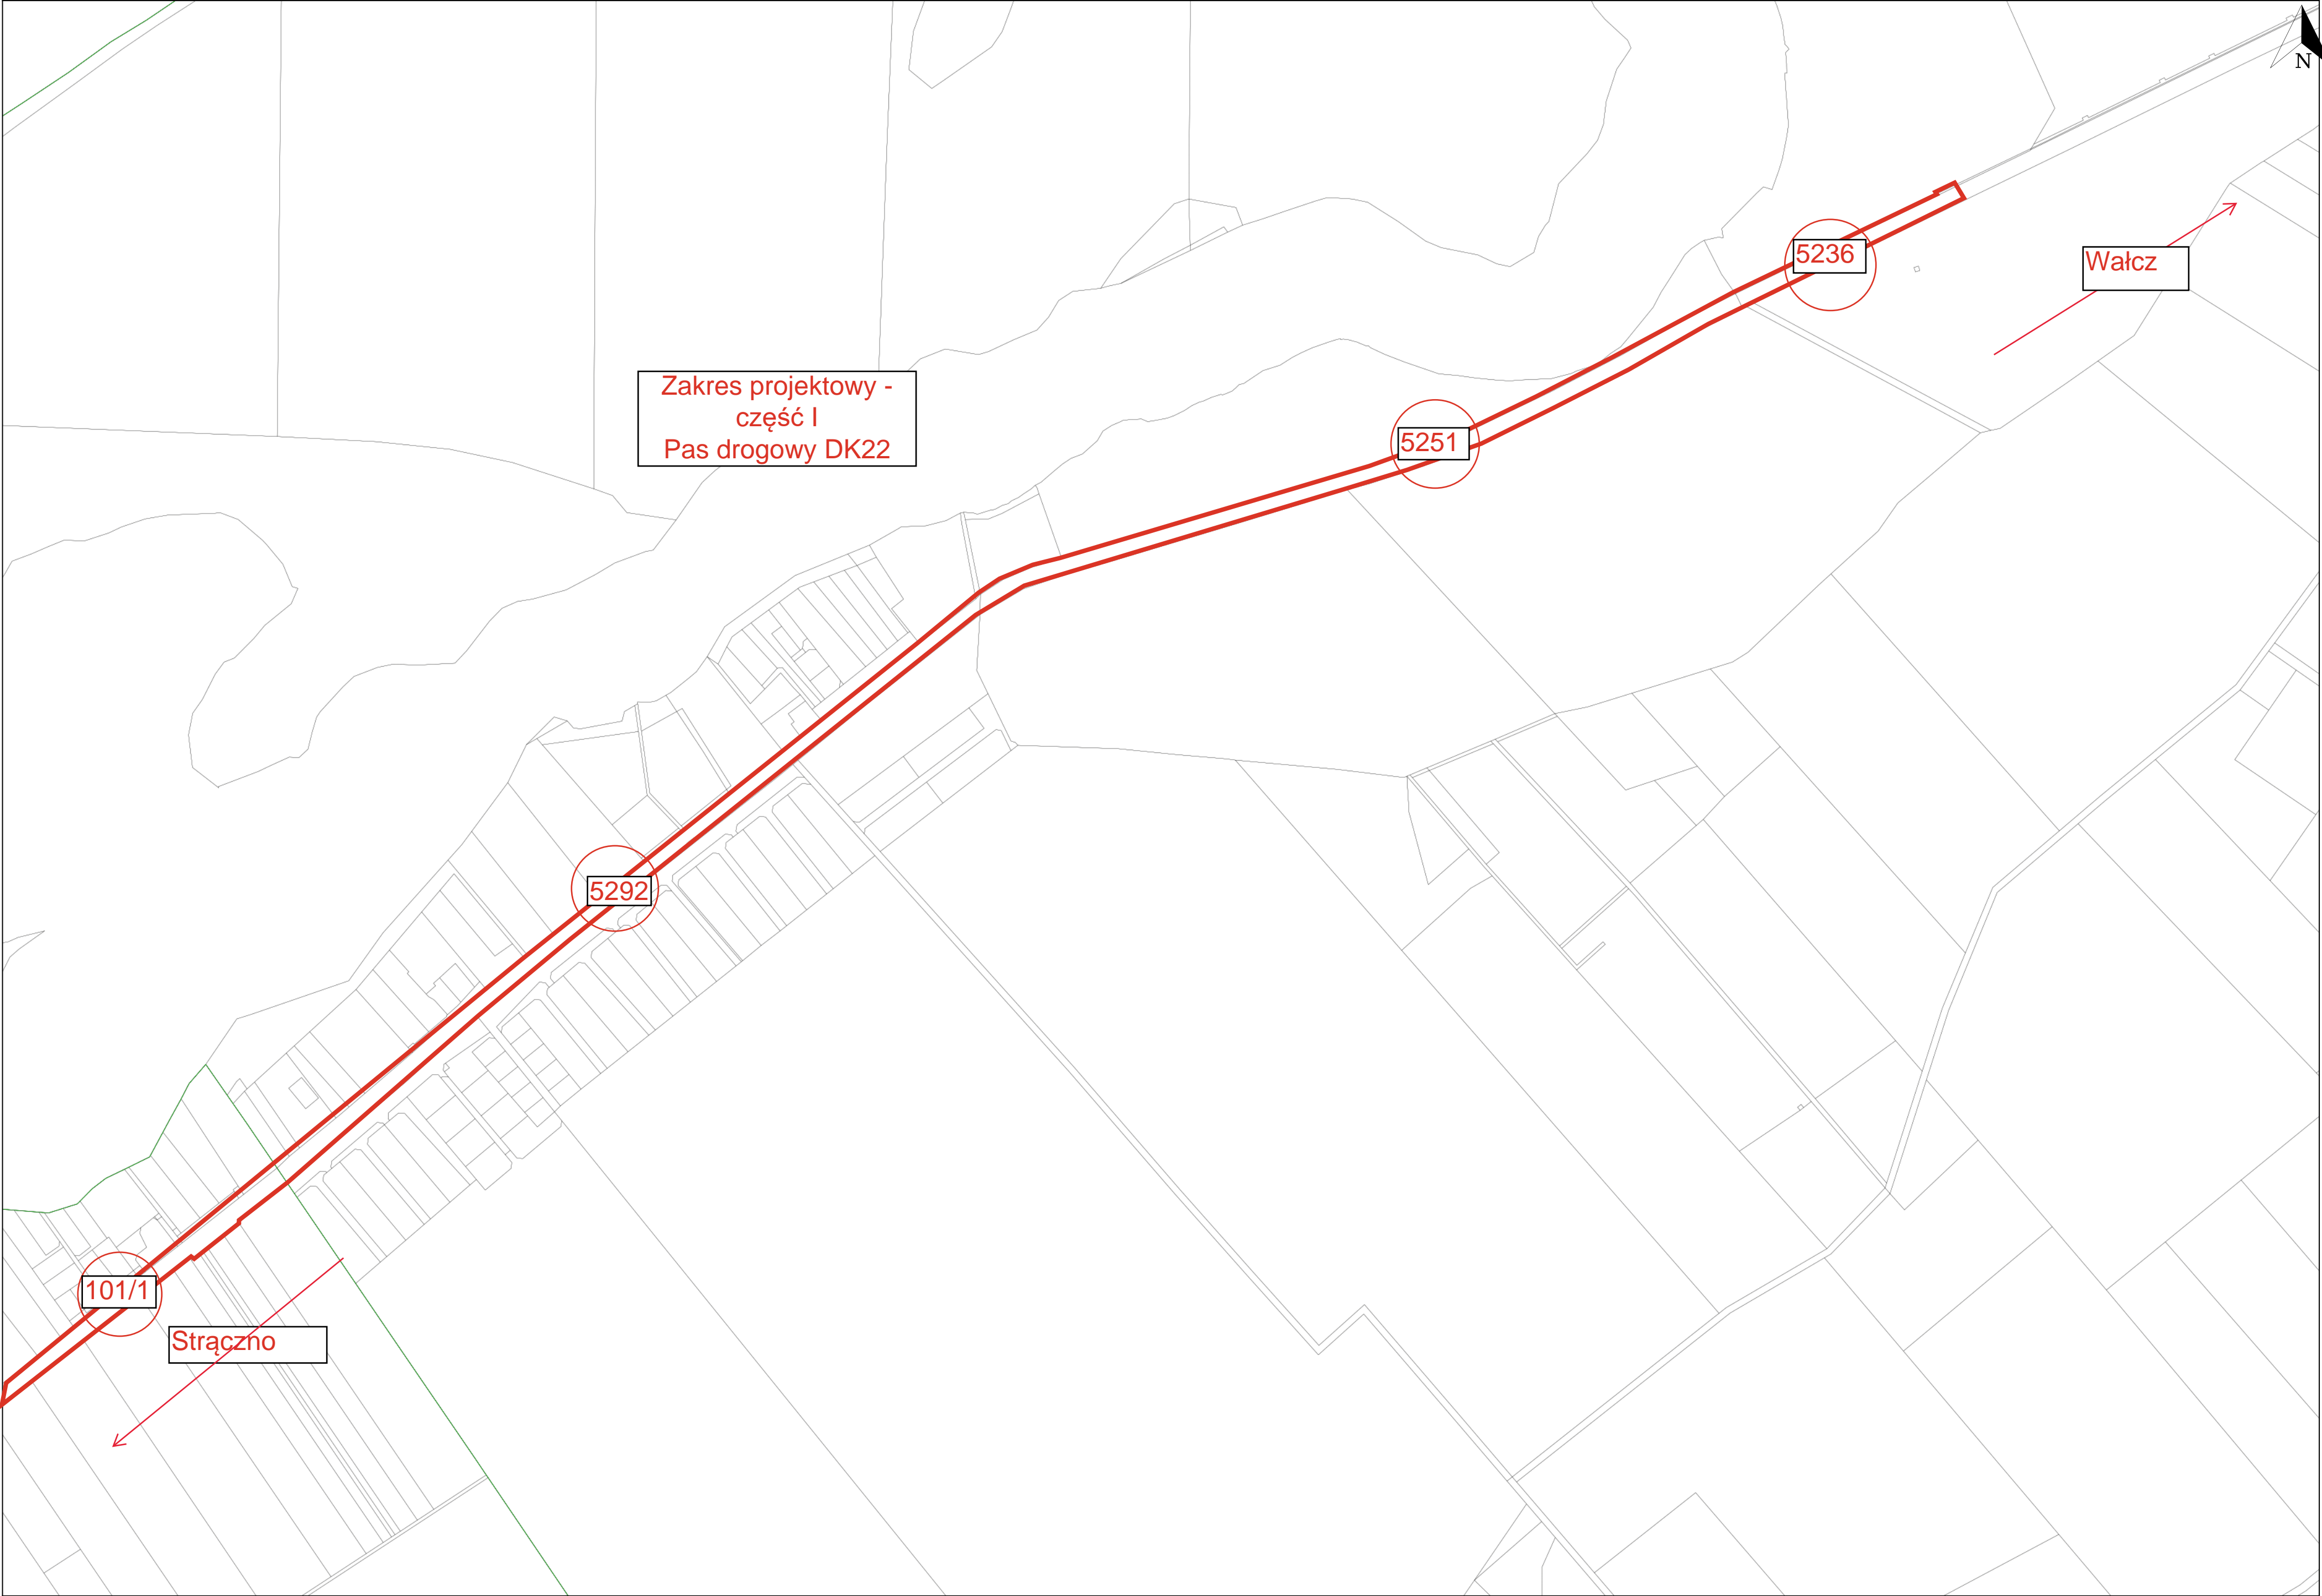 N
5236
Wałcz
Zakres projektowy -
część I
Pas drogowy DK22
5251
5292
101/1
Strączno